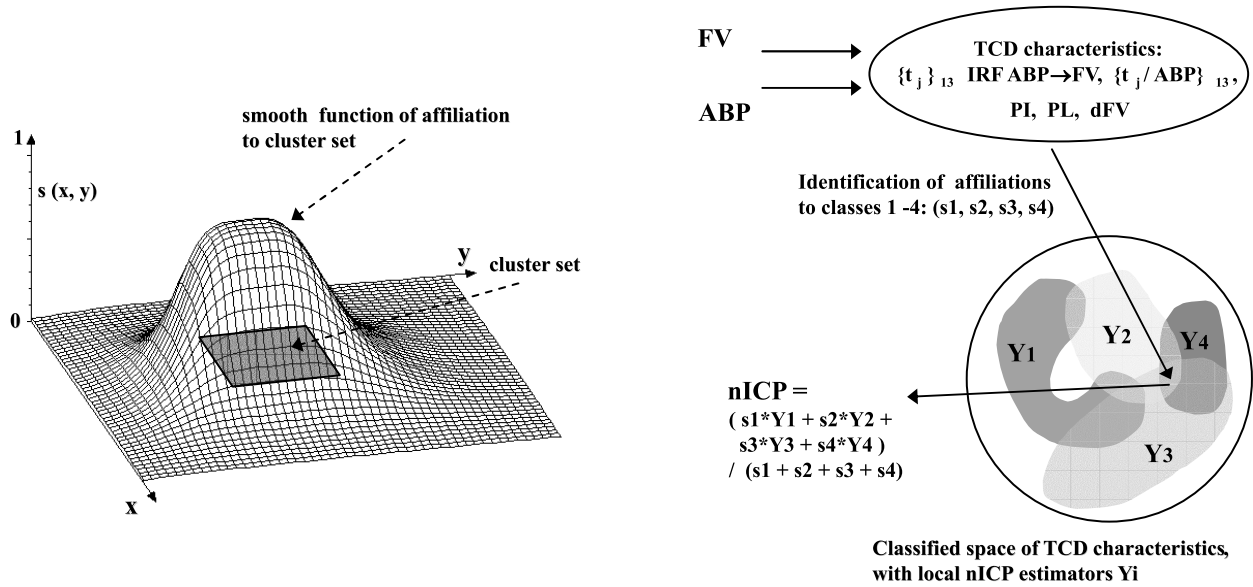 smooth function of affiliation
to cluster set
1
s (x, y)
y
cluster set
0
x
FV
ABP
TCD characteristics:
{t j } 13 IRF ABP→FV, {t j / ABP} 13 ,
PI, PL, dFV
Identification of affiliations
to classes 1 -4: (s1, s2, s3, s4)
Y1
Y2
Y4
Y3
nICP =
( s1*Y1 + s2*Y2 +
s3*Y3 + s4*Y4 )
/ (s1 + s2 + s3 + s4)
Classified space of TCD characteristics,
with local nICP estimators Yi